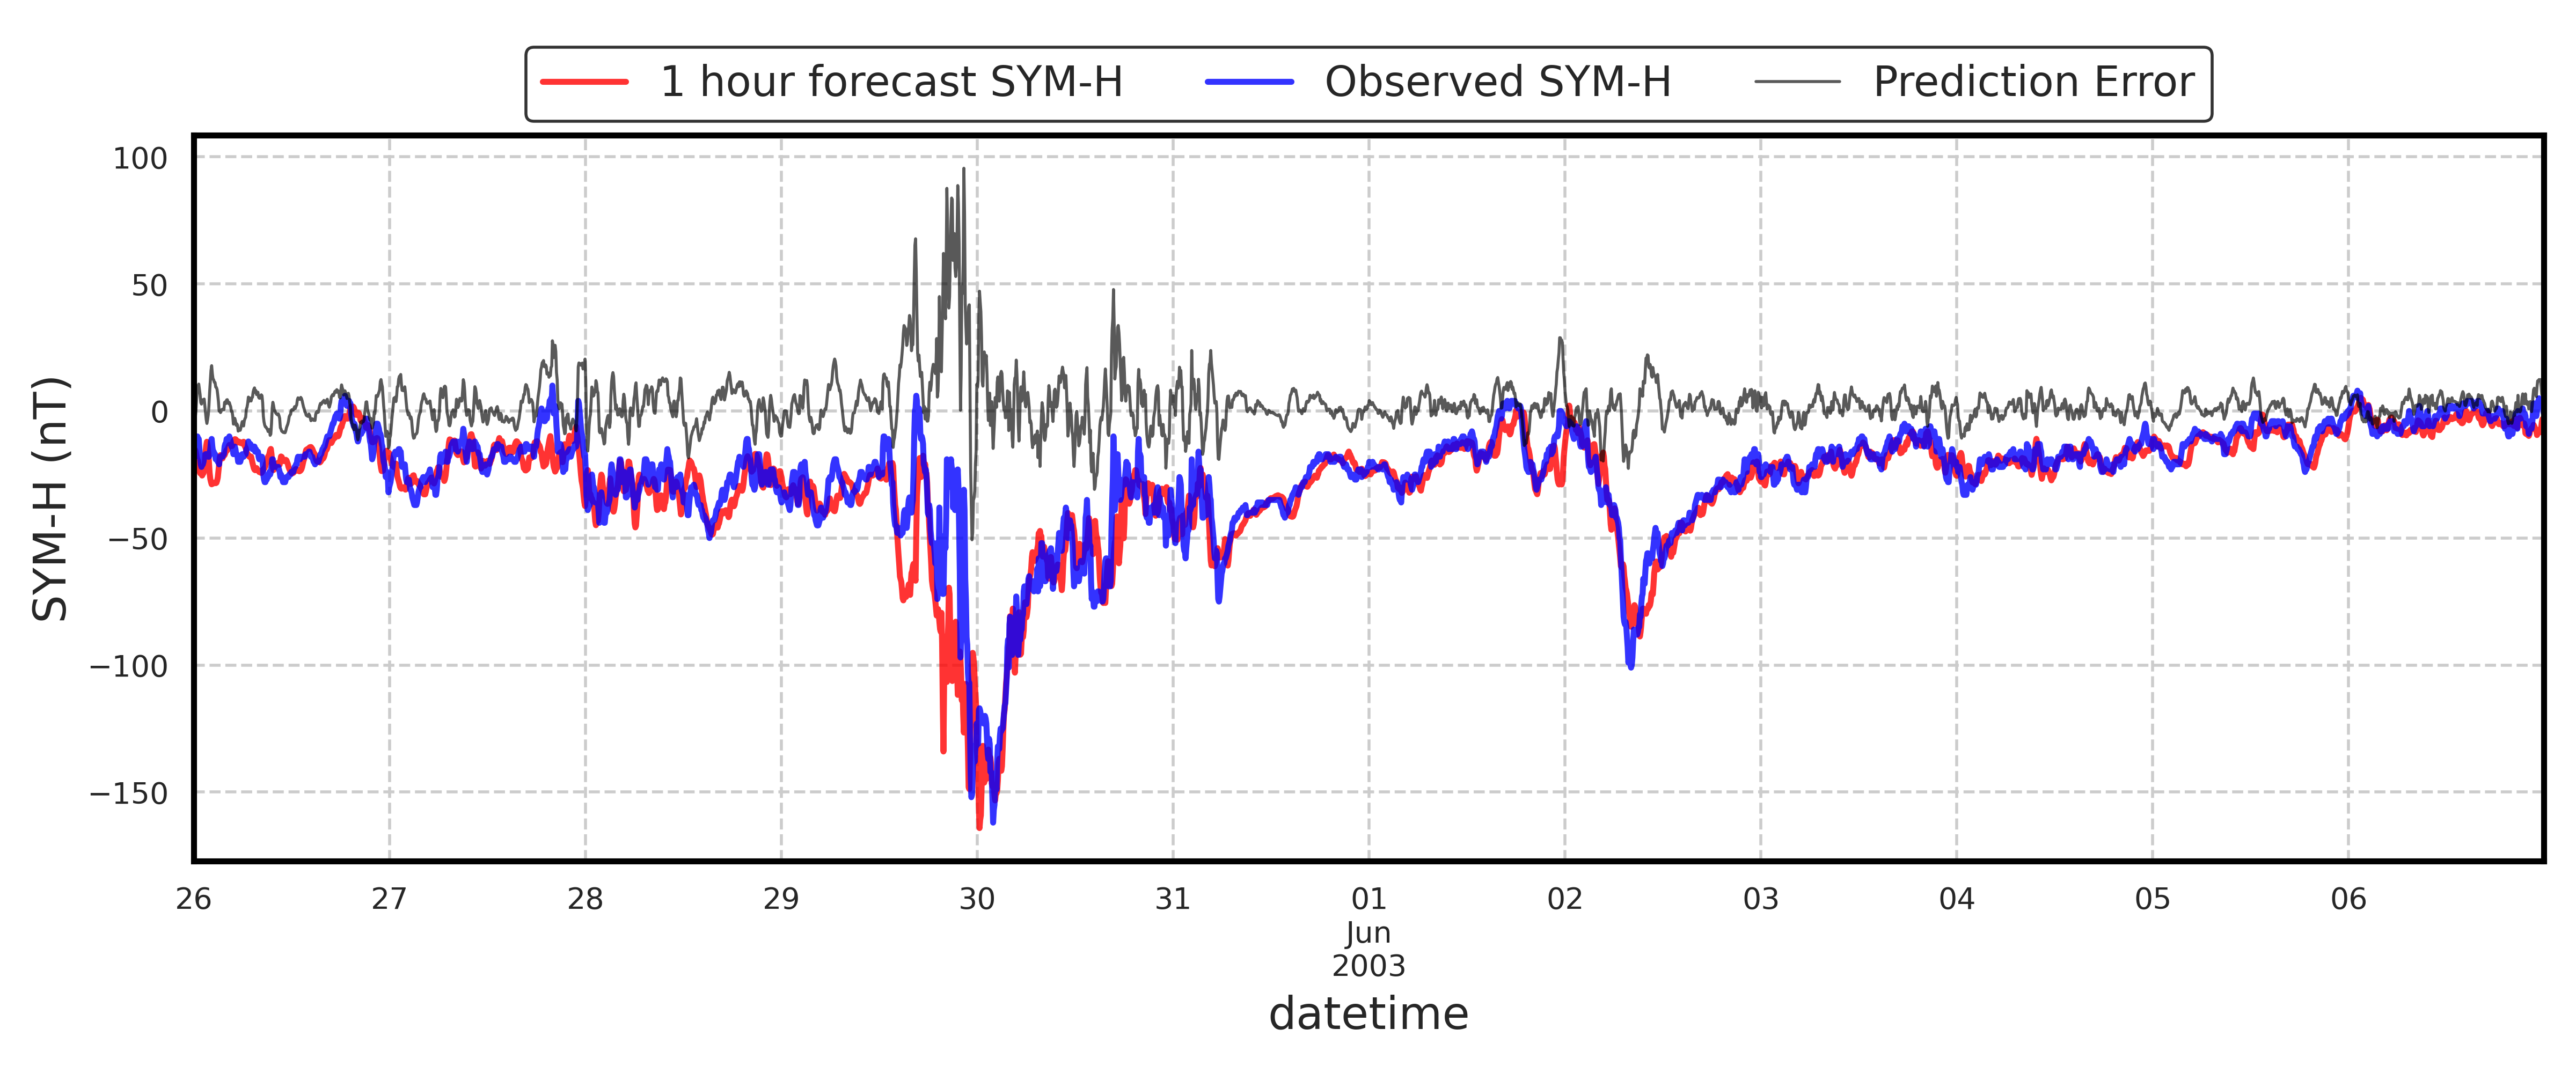 1 hour forecast SYM-H Observed SYM-H Prediction Error
100
50
0
−50
−100
−150
SYM-H (nT)
26 27 28 29 30 31 01 02 03 04 05 06
Jun
2003
datetime